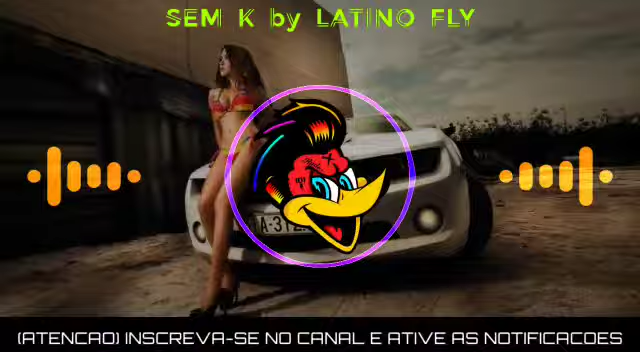 SEM K by LATINO FLY
(ATENCAO) INSCREVA-SE NO CANAL E ATIVE AS NOTIFICACOES